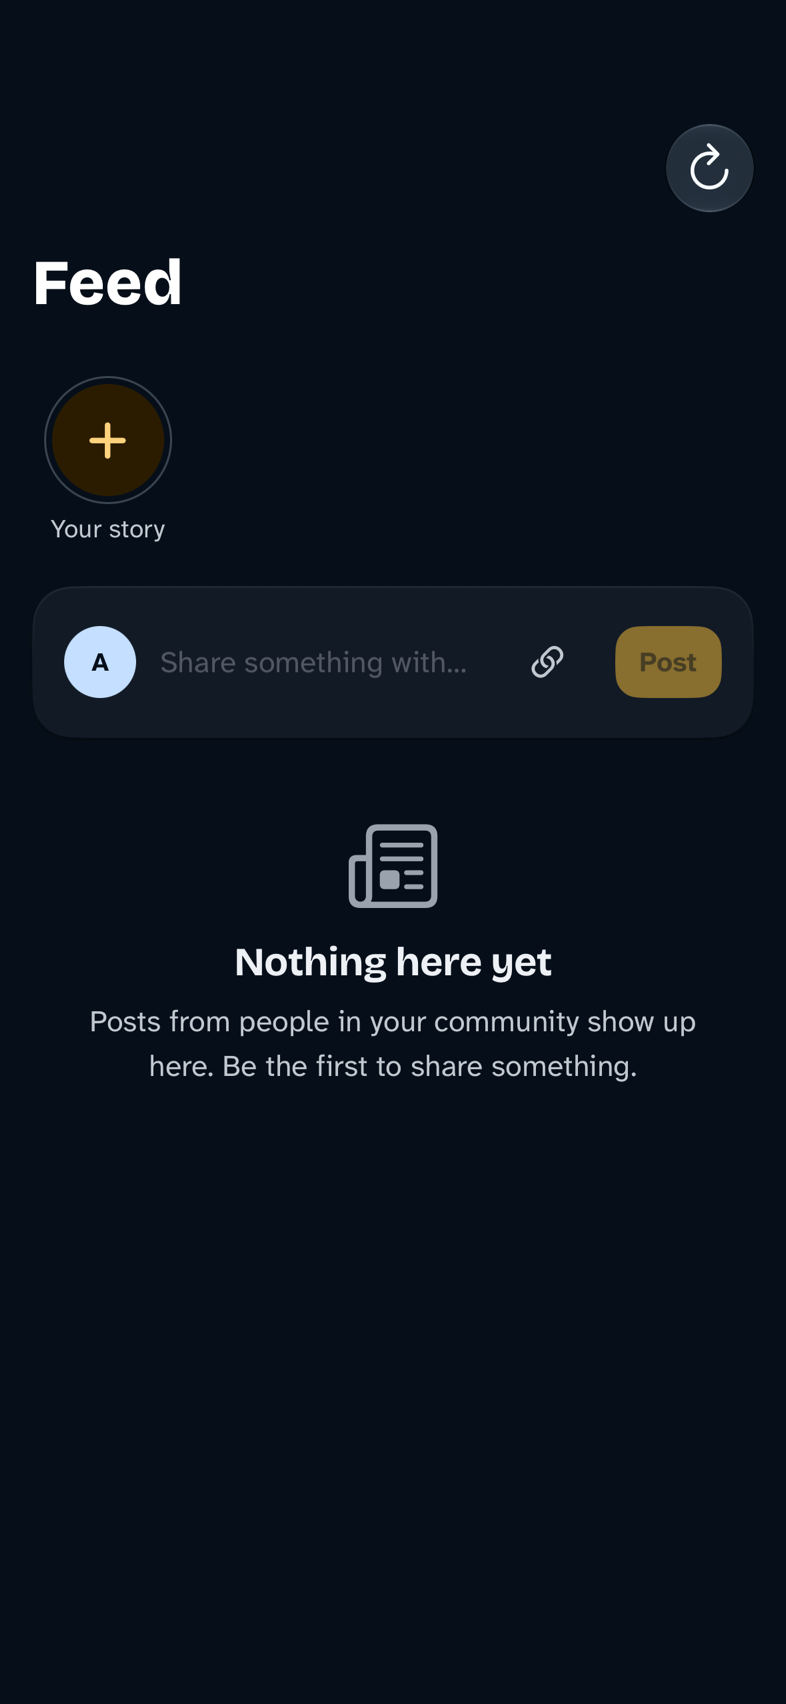 Feed
Your story
A
Share something with...
Post
Nothing here yet
Posts from people in your community show up
here. Be the first to share something.